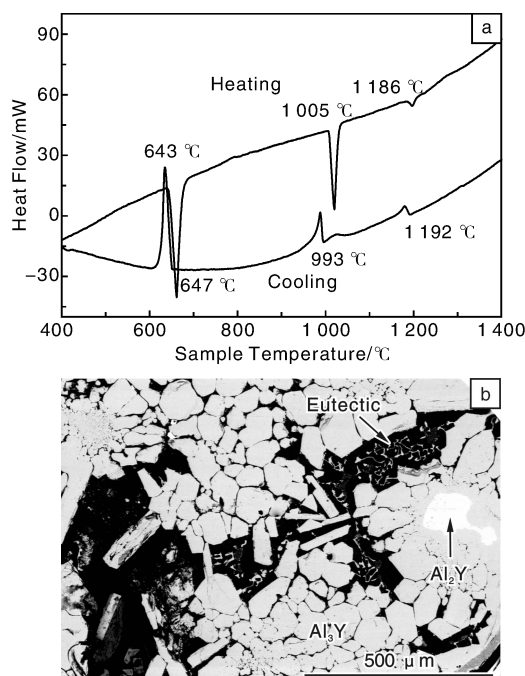 a
90
60
30
0
−30
Heat Flow/mW
Heating
1 186 ℃
1 005 ℃
643 ℃
647 ℃
993 ℃
1 192 ℃
Cooling
400 600 800 1 000 1 200 1 400
Sample Temperature/℃
b
Eutectic
Al₂Y
Al₃Y
500 μm